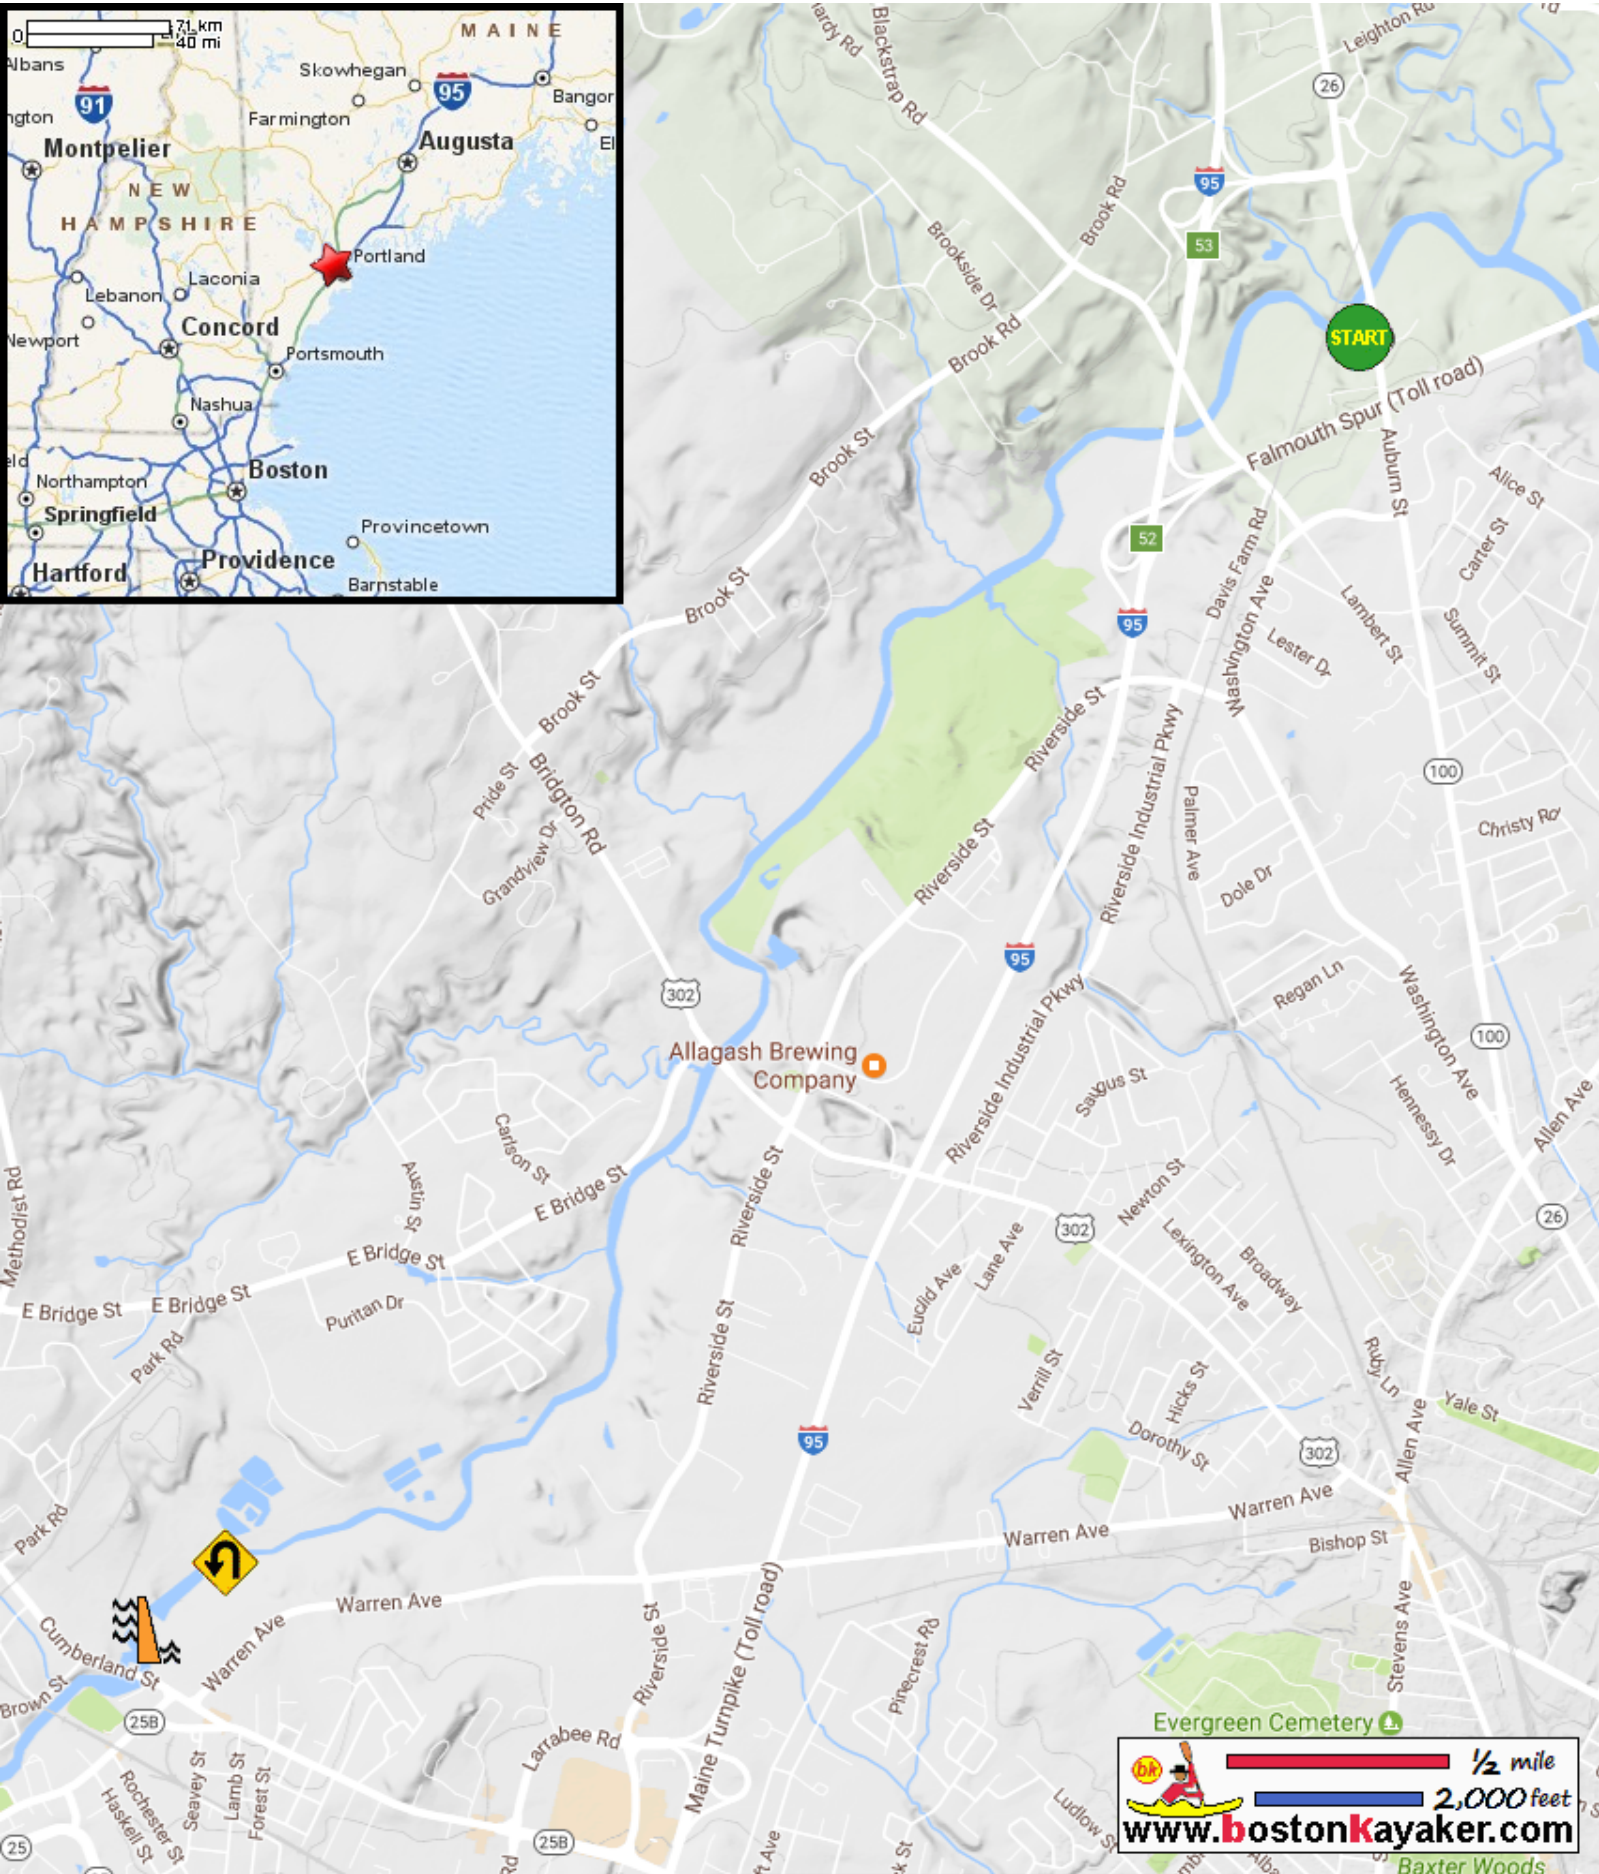 0
71 km
40 mi
MAINE
Albans
Skowhegan
91
95
Bangor
Farmington
Augusta
Montpelier
NEW
HAMPSHIRE
Portland
Laconia
Lebanon
Concord
Newport
Portsmouth
Nashua
Boston
Northampton
Springfield
Provincetown
Providence
Hartford
Barnstable
Blackstrap Rd
Leighton Rd
26
95
Brook Rd
53
Brookside Dr
START
Brook Rd
Falmouth Spur (Toll road)
Brook St
Auburn St
Alice St
52
Carter St
Davis Farm Rd
Brook St
95
Washington Ave
Lambert St
Lester Dr
Summit St
Brook St
Riverside St
Riverside Industrial Pkwy
Pride St
Bridgton Rd
100
Palmer Ave
Christy Rd
Grandview Dr
Riverside St
Dole Dr
95
302
Regan Ln
Washington Ave
Riverside Industrial Pkwy
100
Allagash Brewing
Company
Saugus St
Hennessy Dr
Allen Ave
Carlson St
Austin St
E Bridge St
Riverside St
Methodist Rd
Newton St
302
26
E Bridge St
Lane Ave
Lexington Ave
Broadway
Euclid Ave
E Bridge St
E Bridge St
Puritan Dr
Park Rd
Riverside St
Verrill St
Hicks St
Ruby Ln
Yale St
95
Dorothy St
302
Allen Ave
Park Rd
Warren Ave
Warren Ave
Bishop St
Warren Ave
Cumberland St
Warren Ave
Riverside St
Maine Turnpike (Toll road)
Pinecrest Rd
Stevens Ave
Brown St
25B
Evergreen Cemetery
Larrabee Rd
Seavey St
Lamb St
Forest St
Rochester St
Haskell St
25
25B
Ludlow St
bk
1/2 mile
2,000 feet
www.bostonkayaker.com
Baxter Woods